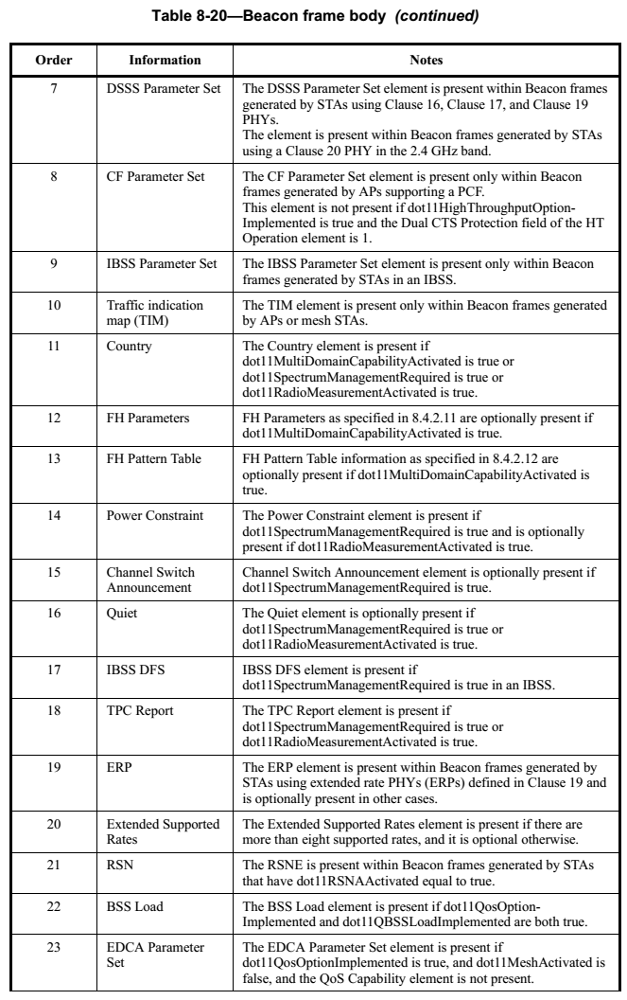 Table 8-20—Beacon frame body (continued)
Order Information Notes
7 DSSS Parameter Set The DSSS Parameter Set element is present within Beacon frames
generated by STAs using Clause 16, Clause 17, and Clause 19
PHYs.
The element is present within Beacon frames generated by STAs
using a Clause 20 PHY in the 2.4 GHz band.
8 CF Parameter Set The CF Parameter Set element is present only within Beacon
frames generated by APs supporting a PCF.
This element is not present if dot11HighThroughputOption-
Implemented is true and the Dual CTS Protection field of the HT
Operation element is 1.
9 IBSS Parameter Set The IBSS Parameter Set element is present only within Beacon
frames generated by STAs in an IBSS.
10 Traffic indication The TIM element is present only within Beacon frames generated
map (TIM) by APs or mesh STAs.
11 Country The Country element is present if
dot11MultiDomainCapabilityActivated is true or
dot11SpectrumManagementRequired is true or
dot11RadioMeasurementActivated is true.
12 FH Parameters FH Parameters as specified in 8.4.2.11 are optionally present if
dot11MultiDomainCapabilityActivated is true.
13 FH Pattern Table FH Pattern Table information as specified in 8.4.2.12 are
optionally present if dot11MultiDomainCapabilityActivated is
true.
14 Power Constraint The Power Constraint element is present if
dot11SpectrumManagementRequired is true and is optionally
present if dot11RadioMeasurementActivated is true.
15 Channel Switch Channel Switch Announcement element is optionally present if
Announcement dot11SpectrumManagementRequired is true.
16 Quiet The Quiet element is optionally present if
dot11SpectrumManagementRequired is true or
dot11RadioMeasurementActivated is true.
17 IBSS DFS IBSS DFS element is present if
dot11SpectrumManagementRequired is true in an IBSS.
18 TPC Report The TPC Report element is present if
dot11SpectrumManagementRequired is true or
dot11RadioMeasurementActivated is true.
19 ERP The ERP element is present within Beacon frames generated by
STAs using extended rate PHYs (ERPs) defined in Clause 19 and
is optionally present in other cases.
20 Extended Supported The Extended Supported Rates element is present if there are
Rates more than eight supported rates, and it is optional otherwise.
21 RSN The RSNE is present within Beacon frames generated by STAs
that have dot11RSNAActivated equal to true.
22 BSS Load The BSS Load element is present if dot11QosOption-
Implemented and dot11QBSSLoadImplemented are both true.
23 EDCA Parameter The EDCA Parameter Set element is present if
Set dot11QosOptionImplemented is true, and dot11MeshActivated is
false, and the QoS Capability element is not present.